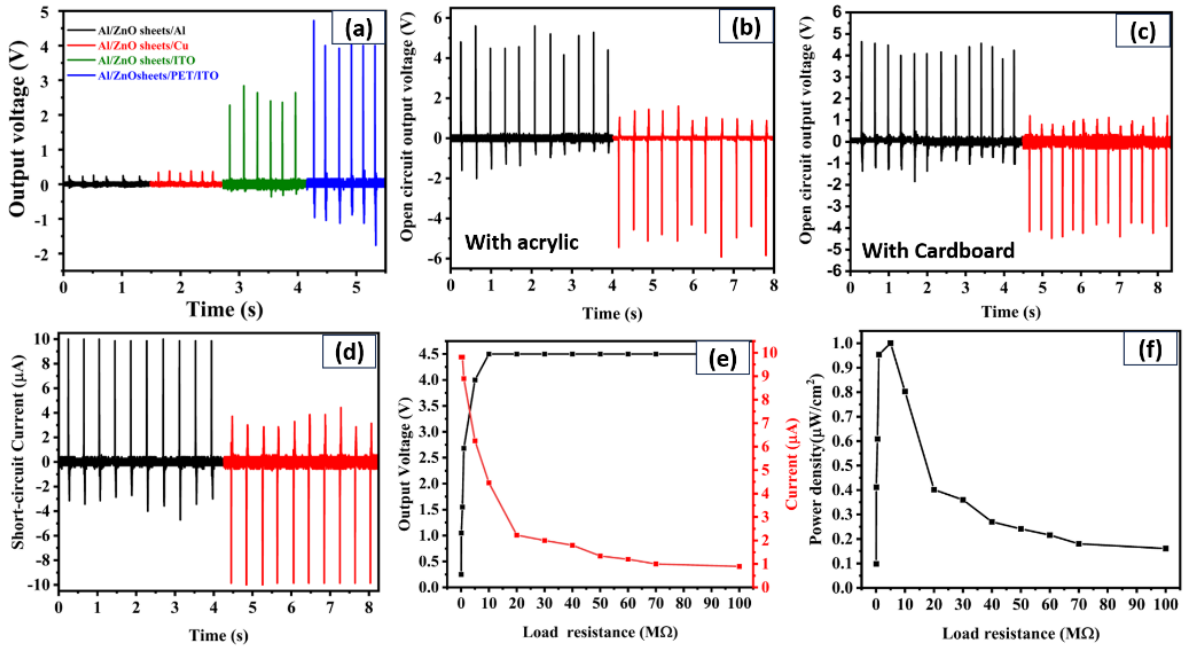 (a)
Al/ZnO sheets/Al
Al/ZnO sheets/Cu
Al/ZnO sheets/ITO
Al/ZnOsheets/PET/ITO
Output voltage (V)
5
4
3
2
1
0
-1
-2
0 1 2 3 4 5
Time (s)
(b)
With acrylic
Open circuit output voltage (V)
6
4
2
0
-2
-4
-6
0 1 2 3 4 5 6 7 8
Time (s)
(c)
With Cardboard
Open circuit output voltage (V)
6
5
4
3
2
1
0
-1
-2
-3
-4
-5
-6
0 1 2 3 4 5 6 7 8
Time (s)
(d)
Short-circuit Current (μA)
10
8
6
4
2
0
-2
-4
-6
-8
-10
0 1 2 3 4 5 6 7 8
Time (s)
(e)
Output Voltage (V)
4.5
4.0
3.5
3.0
2.5
2.0
1.5
1.0
0.5
0.0
Current (μA)
10
9
8
7
6
5
4
3
2
1
0
0 10 20 30 40 50 60 70 80 90 100
Load resistance (MΩ)
(f)
Power density(μW/cm²)
1.0
0.9
0.8
0.7
0.6
0.5
0.4
0.3
0.2
0.1
0.0
0 10 20 30 40 50 60 70 80 90 100
Load resistance (MΩ)